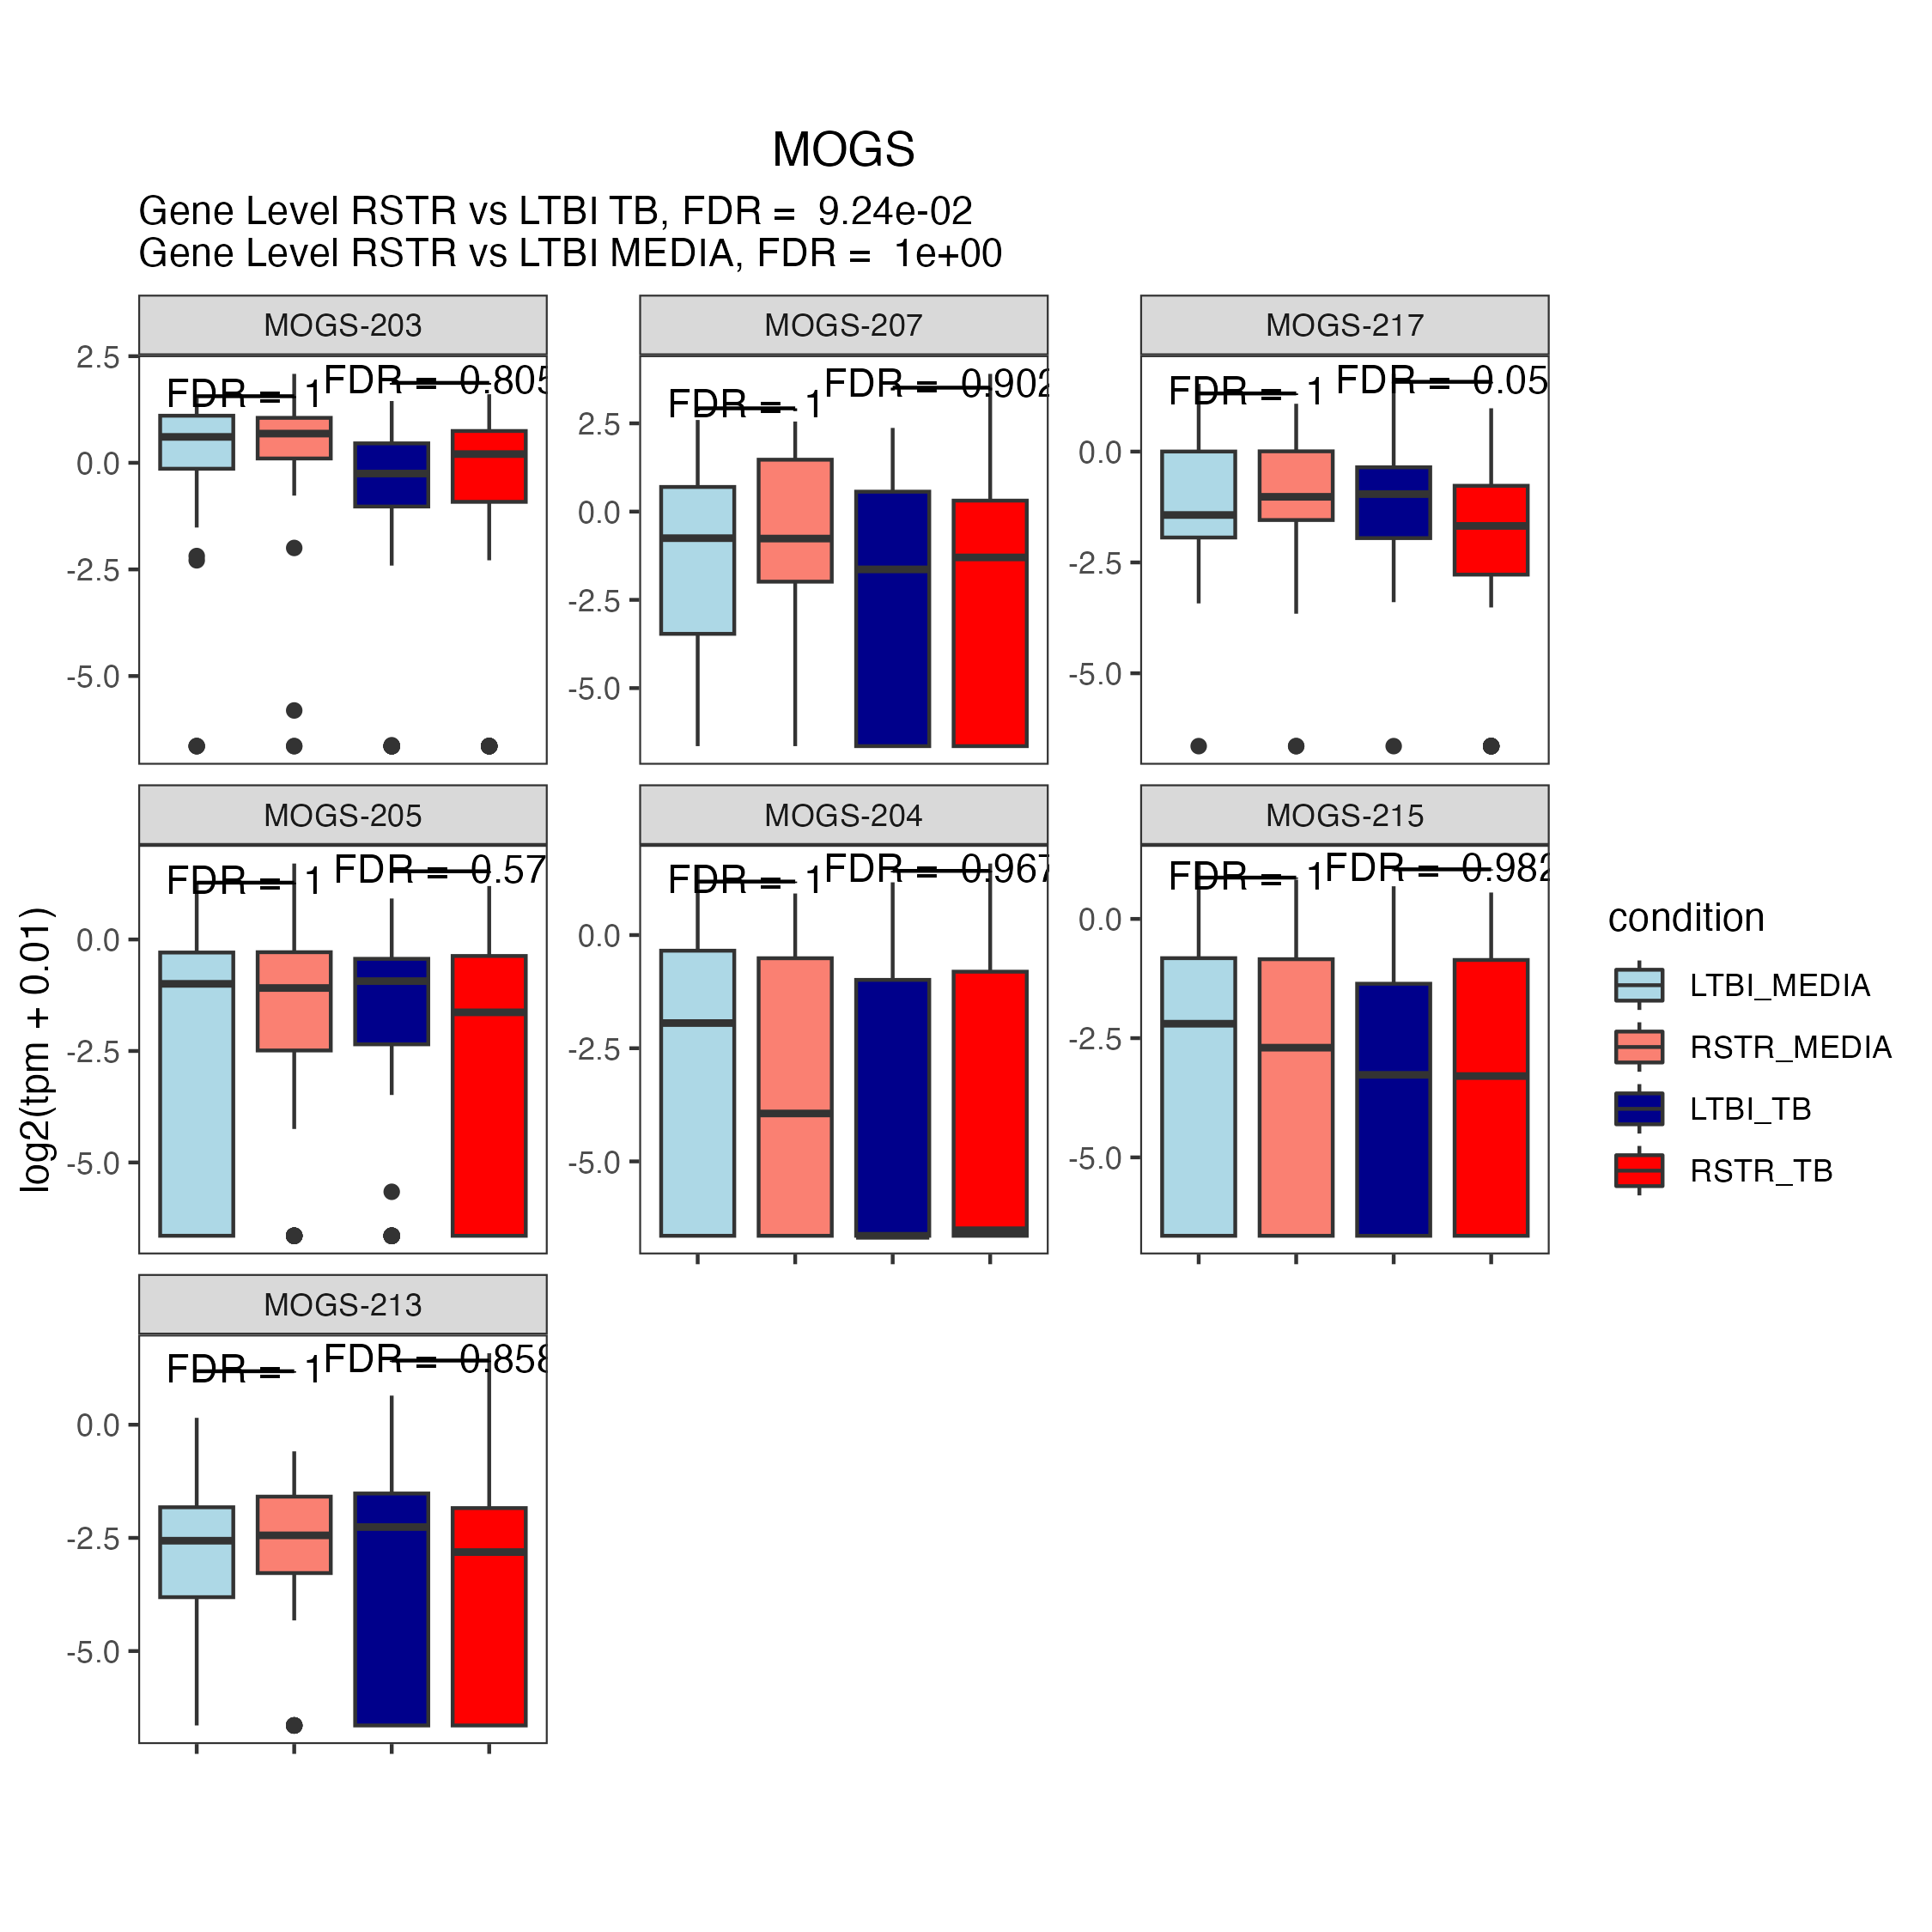 MOGS
Gene Level RSTR vs LTBI TB, FDR = 9.24e-02
Gene Level RSTR vs LTBI MEDIA, FDR = 1e+00
MOGS-203
MOGS-207
MOGS-217
2.5
0.0
-2.5
-5.0
FDR = 1
FDR = 0.805
2.5
0.0
-2.5
-5.0
FDR = 1
FDR = 0.902
0.0
-2.5
-5.0
FDR = 1
FDR = 0.05
MOGS-205
MOGS-204
MOGS-215
0.0
-2.5
-5.0
FDR = 1
FDR = 0.57
0.0
-2.5
-5.0
FDR = 1
FDR = 0.967
0.0
-2.5
-5.0
FDR = 1
FDR = 0.982
MOGS-213
0.0
-2.5
-5.0
FDR = 1
FDR = 0.858
log2(tpm + 0.01)
condition
LTBI_MEDIA
RSTR_MEDIA
LTBI_TB
RSTR_TB